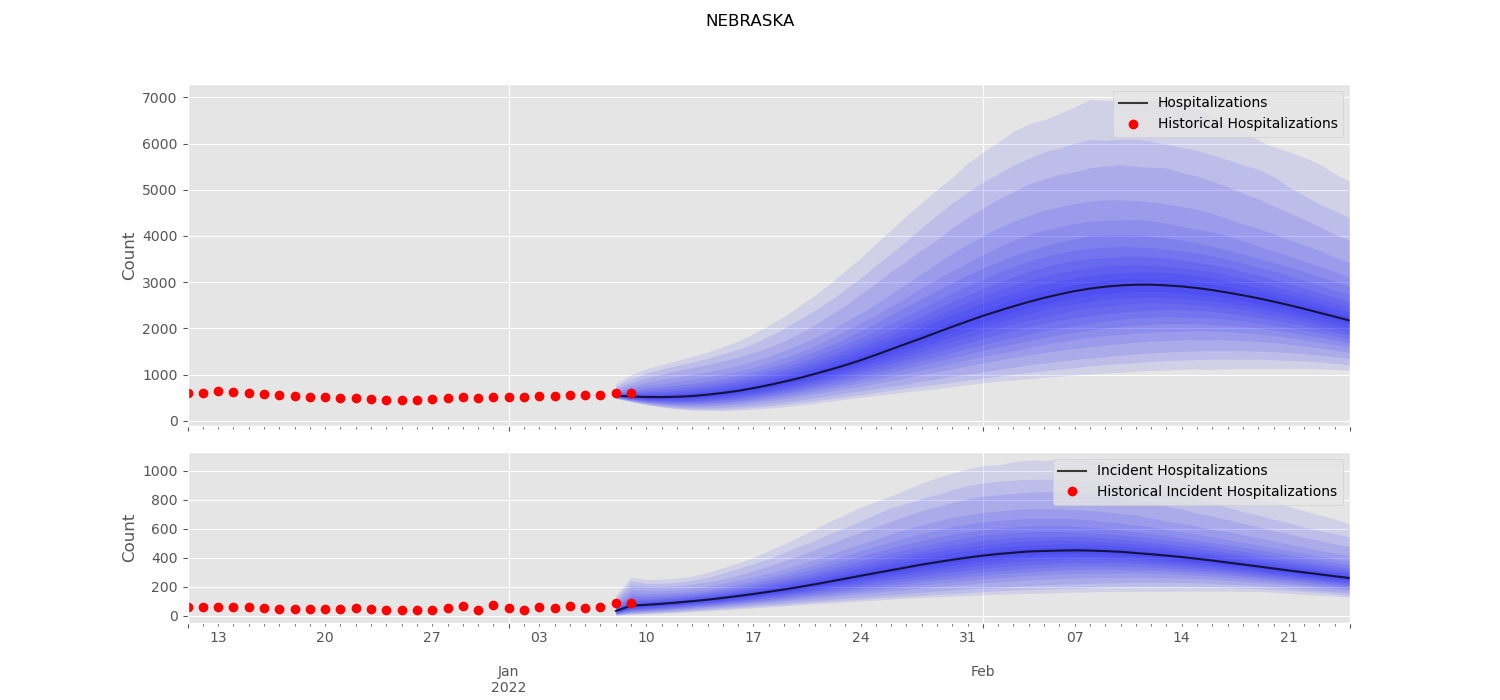 NEBRASKA
7000
6000
5000
4000
3000
2000
1000
0
Count
Hospitalizations
Historical Hospitalizations
1000
800
600
400
200
0
Count
Incident Hospitalizations
Historical Incident Hospitalizations
13 20 27 03 10 17 24 31 07 14 21
Jan Feb
2022